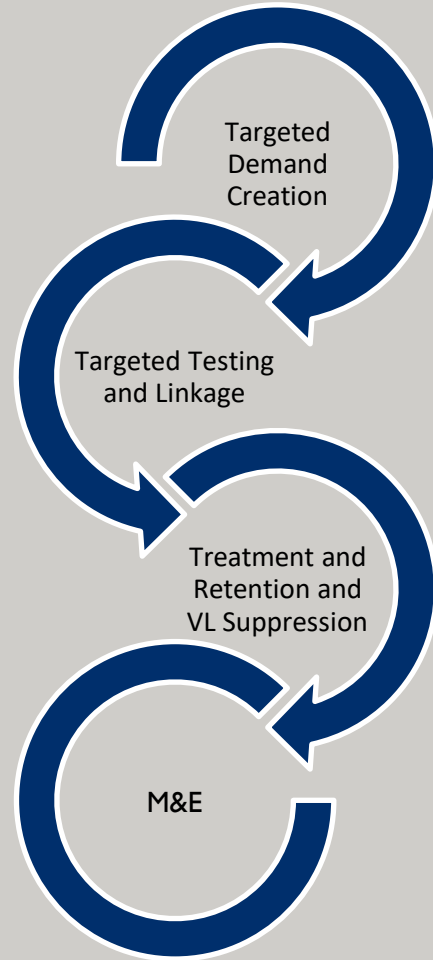 Targeted
Demand
Creation
Targeted Testing
and Linkage
Treatment and
Retention and
VL Suppression
M&E